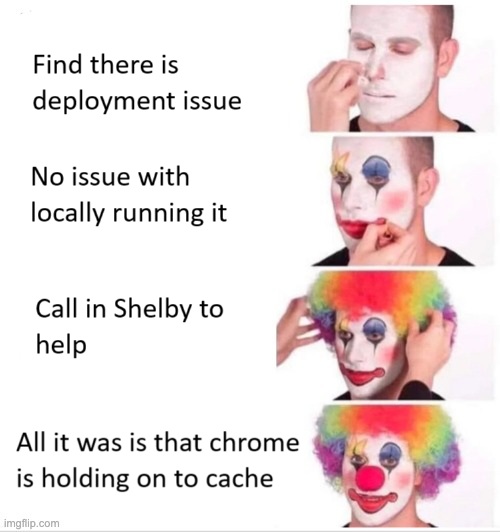 Find there is
deployment issue
No issue with
locally running it
Call in Shelby to
help
All it was is that chrome
is holding on to cache
imgflip.com